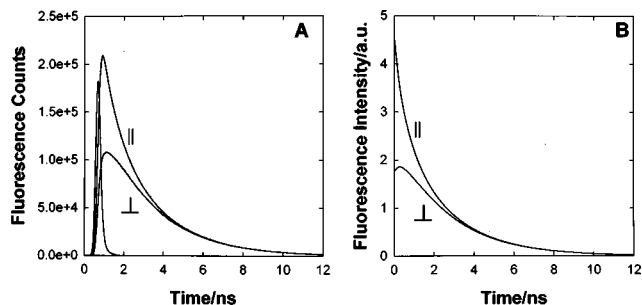 A
Fluorescence Counts
2.5e+5
2.0e+5
1.5e+5
1.0e+5
5.0e+4
0.0e+0
||
⊥
0 2 4 6 8 10 12
Time/ns
B
Fluorescence Intensity/a.u.
5
4
3
2
1
0
||
⊥
0 2 4 6 8 10 12
Time/ns